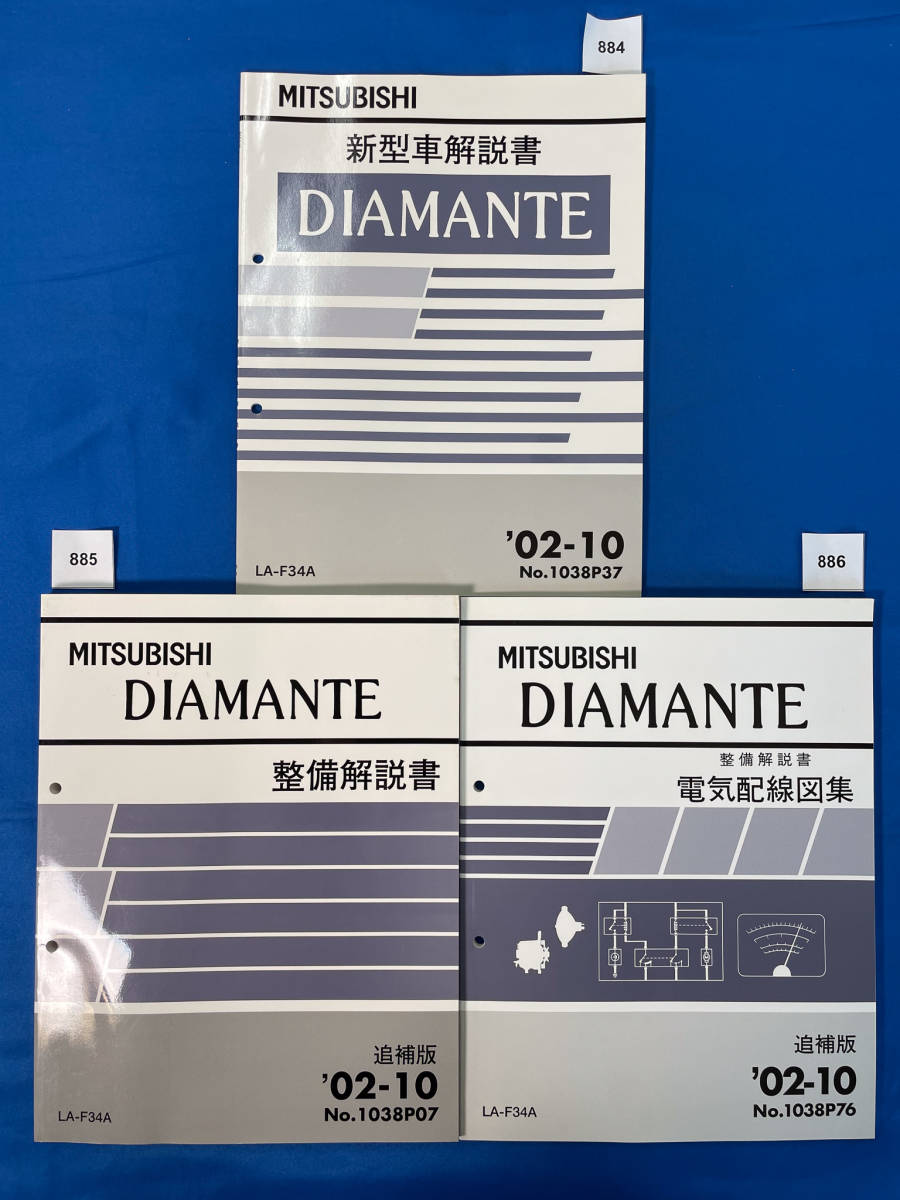 884
MITSUBISHI
新型車解説書
DIAMANTE
'02-10
LA-F34A
No.1038P37
885
MITSUBISHI
DIAMANTE
整備解説書
追補版
'02-10
LA-F34A
No.1038P07
886
MITSUBISHI
DIAMANTE
整備解説書
電気配線図集
追補版
'02-10
LA-F34A
No.1038P76